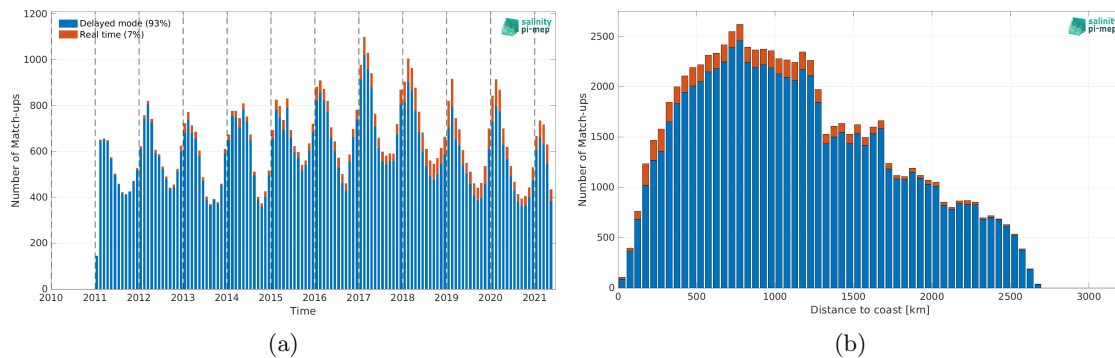 Delayed mode (93%)
Real time (7%)
salinity
pi-mep
Number of Match-ups
1200
1000
800
600
400
200
0
2010 2011 2012 2013 2014 2015 2016 2017 2018 2019 2020 2021
Time
(a)
salinity
pi-mep
Number of Match-ups
2500
2000
1500
1000
500
0
0 500 1000 1500 2000 2500 3000
Distance to coast [km]
(b)